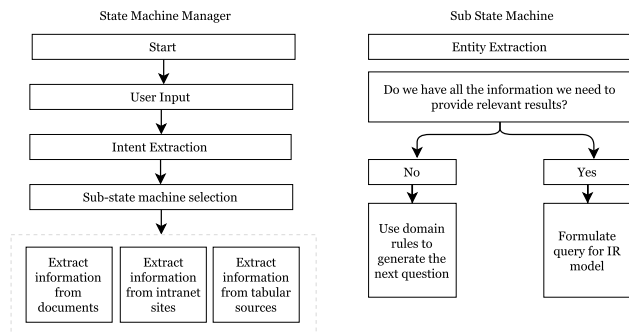 State Machine Manager
Start
User Input
Intent Extraction
Sub-state machine selection
Extract
information
from
documents
Extract
information
from intranet
sites
Extract
information
from tabular
sources
Sub State Machine
Entity Extraction
Do we have all the information we need to
provide relevant results?
No
Yes
Use domain
rules to
generate the
next question
Formulate
query for IR
model